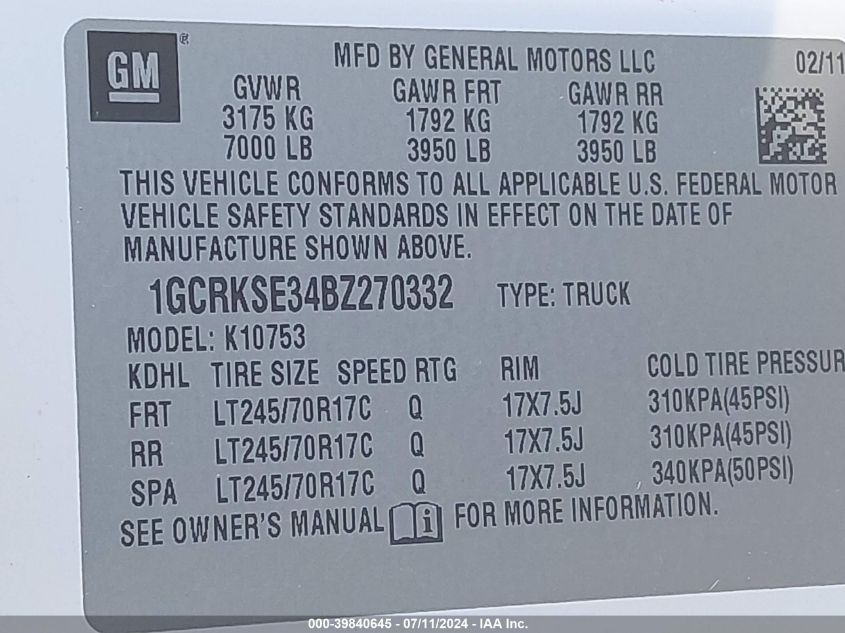 GM ®
MFD BY GENERAL MOTORS LLC 02/11
GVWR GAWR FRT GAWR RR
3175 KG 1792 KG 1792 KG
7000 LB 3950 LB 3950 LB
THIS VEHICLE CONFORMS TO ALL APPLICABLE U.S. FEDERAL MOTOR
VEHICLE SAFETY STANDARDS IN EFFECT ON THE DATE OF
MANUFACTURE SHOWN ABOVE.
1GCRKSE34BZ270332 TYPE: TRUCK
MODEL: K10753
KDHL TIRE SIZE SPEED RTG RIM COLD TIRE PRESSUR
FRT LT245/70R17C Q 17X7.5J 310KPA(45PSI)
RR LT245/70R17C Q 17X7.5J 310KPA(45PSI)
SPA LT245/70R17C Q 17X7.5J 340KPA(50PSI)
SEE OWNER'S MANUAL i FOR MORE INFORMATION.
000-39840645 - 07/11/2024 - IAA Inc.